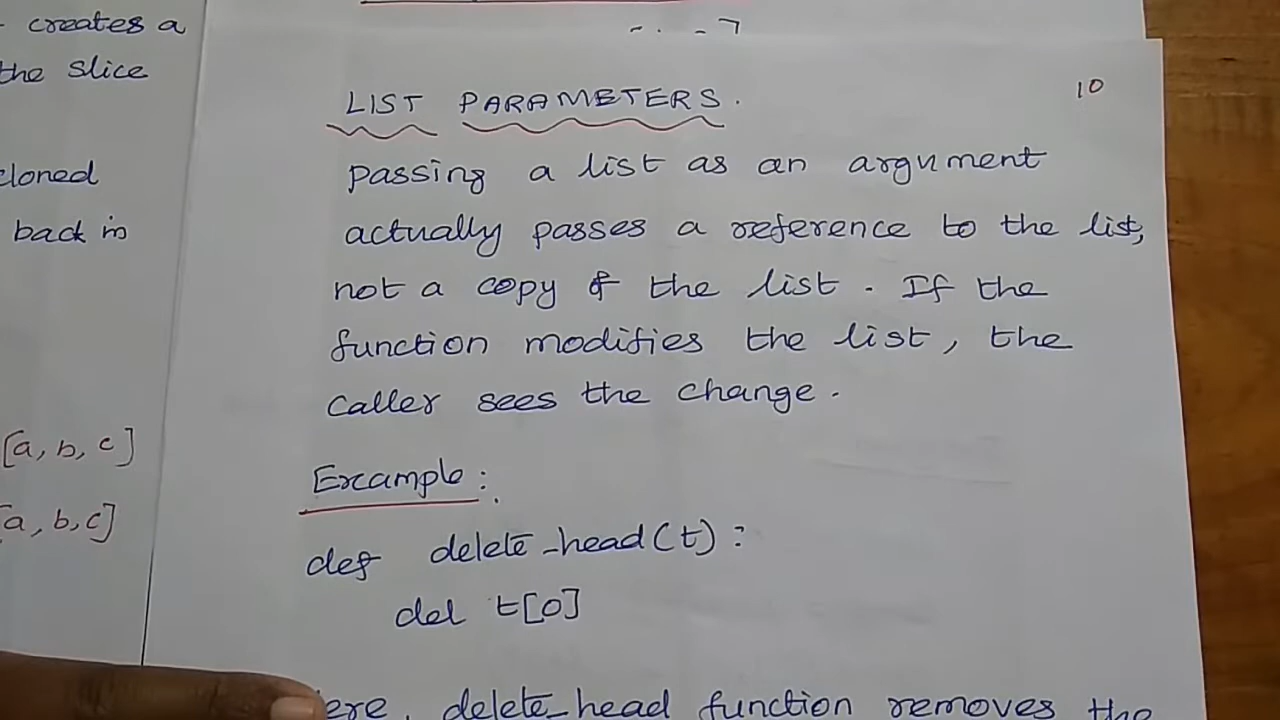 creates a
the slice
cloned
back in
[a, b, c]
[a, b, c]
10
LIST PARAMETERS.
passing a list as an argument
actually passes a reference to the list,
not a copy of the list. If the
function modifies the list, the
caller sees the change.
Example:
def delete_head(t):
del t[0]
delete_head function removes the